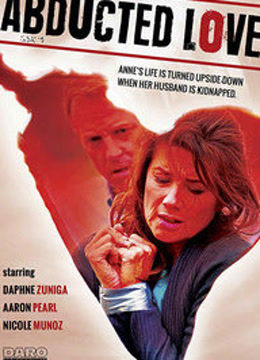 ABDUCTED LOVE
ANNE'S LIFE IS TURNED UPSIDE-DOWN
WHEN HER HUSBAND IS KIDNAPPED.
starring
DAPHNE ZUNIGA
AARON PEARL
NICOLE MUNOZ
DARO